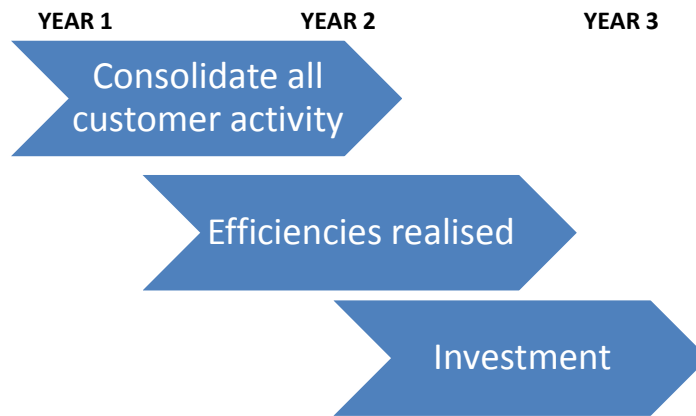 YEAR 1 YEAR 2 YEAR 3
Consolidate all
customer activity
Efficiencies realised
Investment